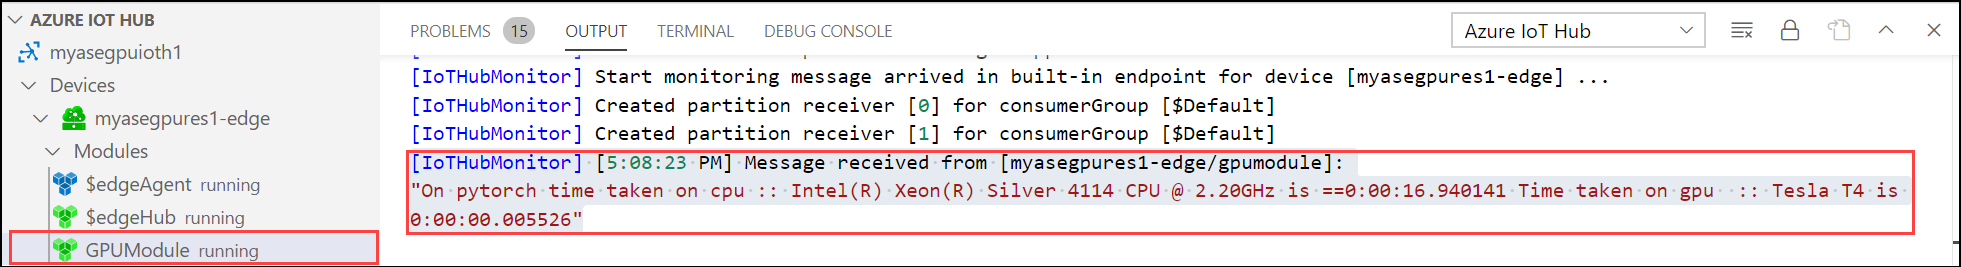 AZURE IOT HUB
myasegpuioth1
Devices
myasegpures1-edge
Modules
$edgeAgent running
$edgeHub running
GPUModule running
PROBLEMS 15 OUTPUT TERMINAL DEBUG CONSOLE Azure IoT Hub
[IoTHubMonitor] Start monitoring message arrived in built-in endpoint for device [myasegpures1-edge] ...
[IoTHubMonitor] Created partition receiver [0] for consumerGroup [$Default]
[IoTHubMonitor] Created partition receiver [1] for consumerGroup [$Default]
[IoTHubMonitor] [5:08:23 PM] Message received from [myasegpures1-edge/gpumodule]:
"On pytorch time taken on cpu :: Intel(R) Xeon(R) Silver 4114 CPU @ 2.20GHz is ==0:00:16.940141 Time taken on gpu  :: Tesla T4 is
0:00:00.005526"